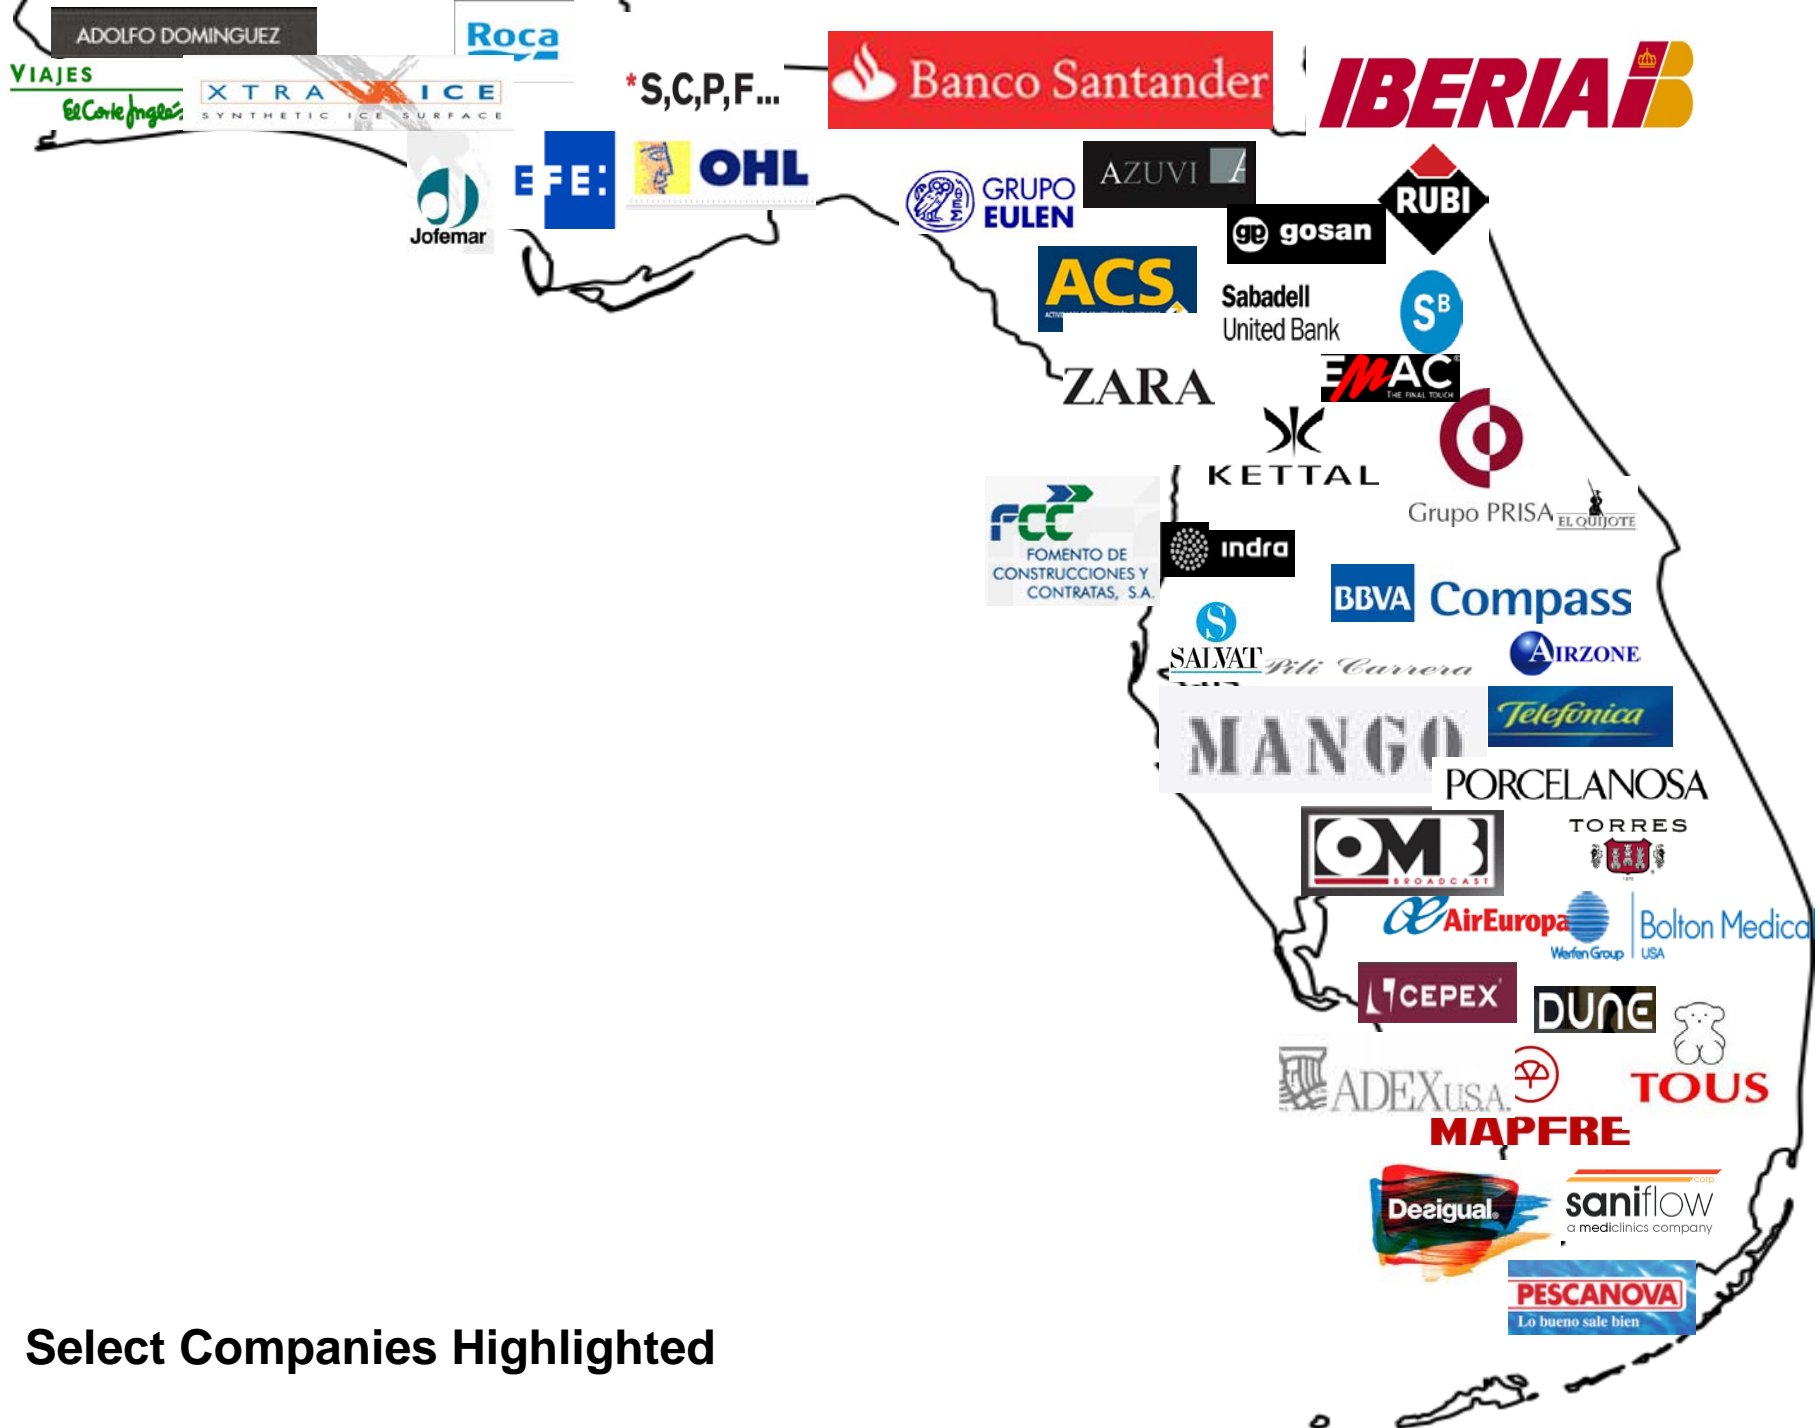 ADOLFO DOMINGUEZ
Roca
VIAJES
El Corte Inglés
XTRA ICE
SYNTHETIC ICE SURFACE
*S,C,P,F...
Banco Santander
IBERIA
Jofemar
EFE:
OHL
GRUPO
EULEN
AZUVI
gosan
RUBI
ACS
Sabadell
United Bank
SB
ZARA
EMAC
THE FINAL TOUCH
KETTAL
Grupo PRISA
EL QUIJOTE
FCC
FOMENTO DE
CONSTRUCCIONES Y
CONTRATAS, S.A.
indra
BBVA Compass
S
SALVAT
Pili Carrera
AIRZONE
MANGO
Telefónica
PORCELANOSA
OMB
BROADCAST
TORRES
AirEuropa
Werfen Group
Bolton Medical
USA
CEPEX
DUNE
ADEX U.S.A.
TOUS
MAPFRE
Desigual.
corp
saniflow
a mediclinics company
PESCANOVA
Lo bueno sale bien
Select Companies Highlighted